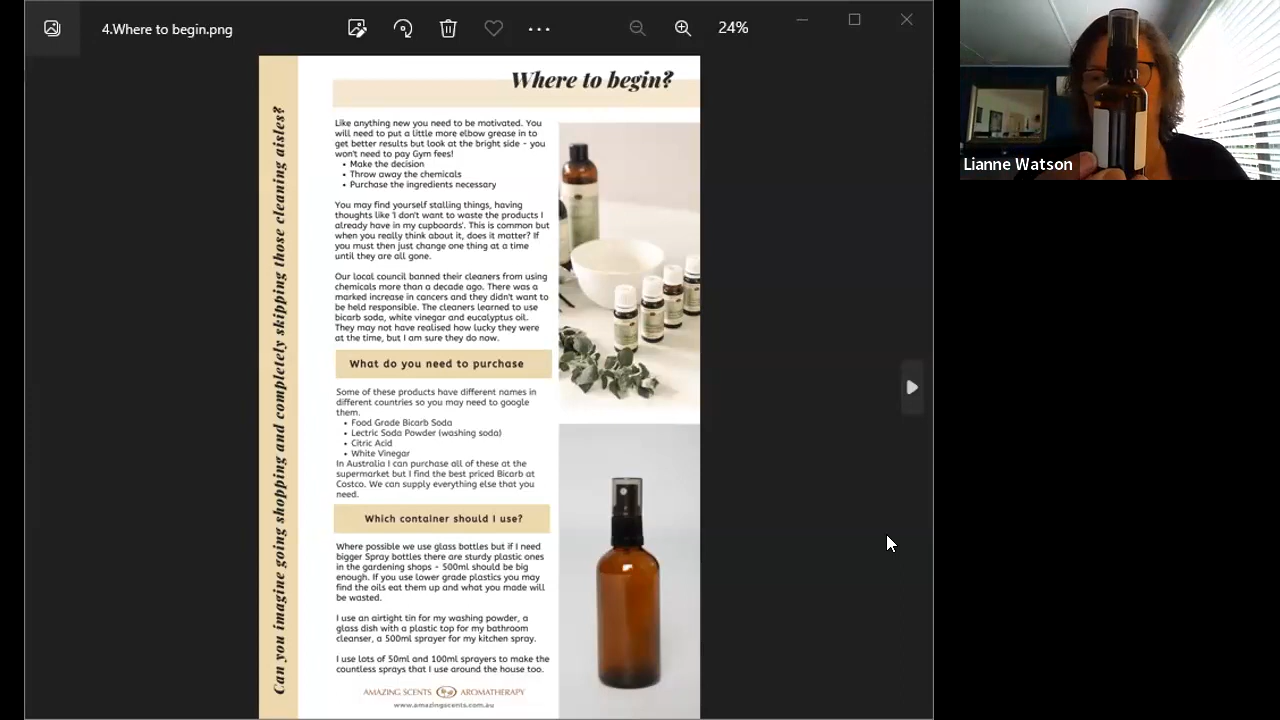 4.Where to begin.png
24%
Lianne Watson
Where to begin?
Can you imagine going shopping and completely skipping those cleaning aisles?
Like anything new you need to be motivated. You
will need to put a little more elbow grease in to
get better results but look at the bright side - you
won't need to pay Gym fees!
• Make the decision
• Throw away the chemicals
• Purchase the ingredients necessary
You may find yourself stalling things, having
thoughts like 'I don't want to waste the products I
already have in my cupboards'. This is common but
when you really think about it, does it matter? If
you must then just change one thing at a time
until they are all gone.
Our local council banned their cleaners from using
chemicals more than a decade ago. There was a
marked increase in cancers and they didn't want to
be held responsible. The cleaners learned to use
bicarb soda, white vinegar and eucalyptus oil.
They may not have realised how lucky they were
at the time, but I am sure they do now.
What do you need to purchase
Some of these products have different names in
different countries so you may need to google
them.
• Food Grade Bicarb Soda
• Lectric Soda Powder (washing soda)
• Citric Acid
• White Vinegar
In Australia I can purchase all of these at the
supermarket but I find the best priced Bicarb at
Costco. We can supply everything else that you
need.
Which container should I use?
Where possible we use glass bottles but if I need
bigger Spray bottles there are sturdy plastic ones
in the gardening shops - 500ml should be big
enough. If you use lower grade plastics you may
find the oils eat them up and what you made will
be wasted.
I use an airtight tin for my washing powder, a
glass dish with a plastic top for my bathroom
cleanser, a 500ml sprayer for my kitchen spray.
I use lots of 50ml and 100ml sprayers to make the
countless sprays that I use around the house too.
AMAZING SCENTS AROMATHERAPY
www.amazingscents.com.au